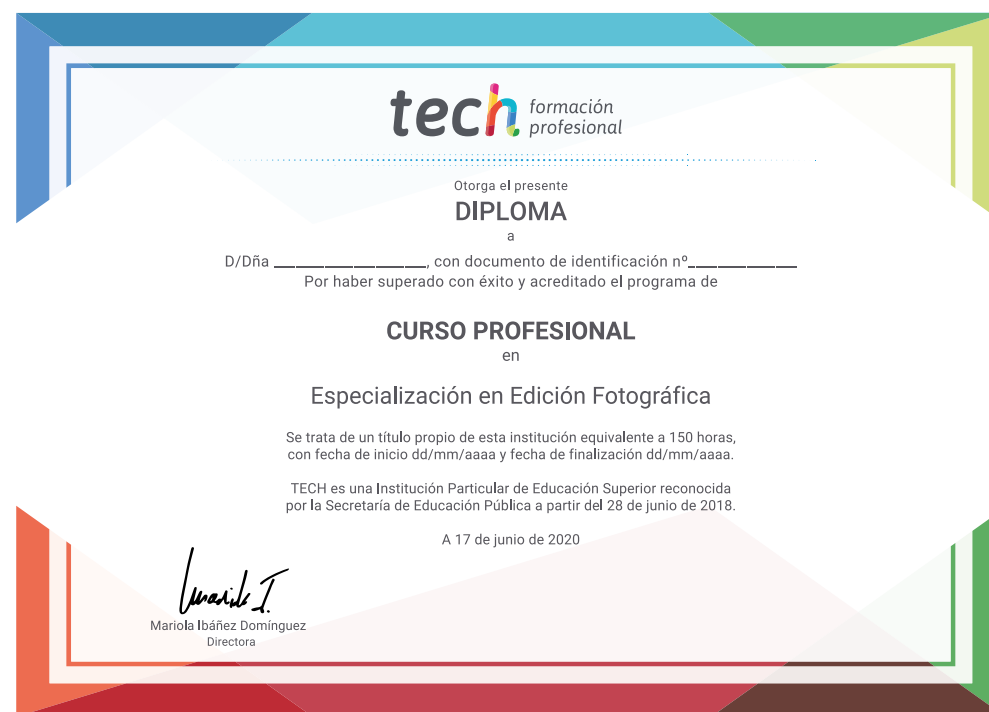 tech formación
profesional
Otorga el presente
DIPLOMA
a
D/Dña ________________, con documento de identificación nº____________
Por haber superado con éxito y acreditado el programa de
CURSO PROFESIONAL
en
Especialización en Edición Fotográfica
Se trata de un título propio de esta institución equivalente a 150 horas,
con fecha de inicio dd/mm/aaaa y fecha de finalización dd/mm/aaaa.
TECH es una Institución Particular de Educación Superior reconocida
por la Secretaría de Educación Pública a partir del 28 de junio de 2018.
A 17 de junio de 2020
Mariola Ibáñez Domínguez
Directora